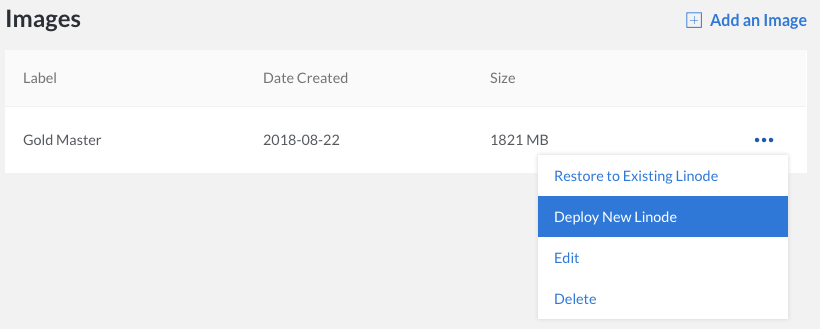 Images
Add an Image
Label Date Created Size
Gold Master 2018-08-22 1821 MB
Restore to Existing Linode
Deploy New Linode
Edit
Delete